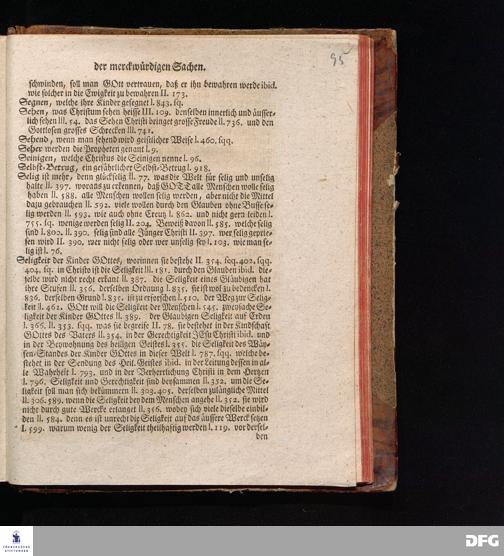 95
der merckwürdigen Sachen.
schwinden, soll man GOtt vertrauen, daß er ihn bewahren werde ibid.
wie solcher in die Ewigkeit zu bewahren II. 173.
Segnen, welche ihre Kinder gesegnet I. 843. sq.
Sehen, was Christum sehen heisse III. 109. denselben innerlich und äusser-
lich sehen III. 54. das Sehen Christi bringet grosse Freude II. 736. und den
Gottlosen grosses Schrecken III. 741.
Sehend, wenn man sehend wird geistlicher Weise I. 460. sqq.
Seher werden die Propheten genant I. 9.
Seinigen, welche Christus die Seinigen nenne I. 96.
Selbst-Betrug, ein gefährlicher Selbst-Betrug I. 918.
Selig ist mehr, denn glückselig II. 77. was die Welt für selig und unselig
halte II. 397. woraus zu erkennen, daß GOTT alle Menschen wolle selig
haben II. 588. alle Menschen wollen selig werden, aber nicht die Mittel
dazu gebrauchen II. 592. viele wollen durch den Glauben ohne Busse se-
lig werden II. 593. wie auch ohne Creutz I. 862. und nicht gern leiden I.
755. sq. wenige werden selig II. 204. Beweiß davon II. 585. welche selig
sind I. 800. II. 390. selig sind alle Jünger Christi II. 397. wer selig geprie-
sen wird II. 390. wer nicht selig oder wer unselig sey I. 103. wie man se-
lig ist I. 76.
Seligkeit der Kinder GOttes, worinnen sie bestehe II. 354. sqq. 402. sqq.
404. sq. in Christo ist die Seligkeit III. 181. durch den Glauben ibid. die-
selbe wird nicht recht erkant II. 387. die Seligkeit eines Gläubigen hat
ihre Stufen II. 356. derselben Ordnung I. 835. sie ist wol zu bedencken I.
836. derselben Grund I. 835. ist zu erforschen I. 510. der Weg zur Selig-
keit II. 462. GOtt will die Seligkeit der Menschen I. 545. zweyfache Se-
ligkeit der Kinder GOttes II. 389. der Gläubigen Seligkeit auf Erden
I. 366. II. 353. sqq. was sie begreife II. 78. sie bestehet in der Kindschaft
GOttes des Vaters II. 354. in der Gerechtigkeit JEsu Christi ibid. und
in der Beywohnung des heiligen Geistes I. 355. die Seligkeit des Wäy-
sen-Standes der Kinder GOttes in dieser Welt I. 787. sqq. welche be-
stehet in der Sendung des Heil. Geistes ibid. in der Leitung dessen in al-
le Wahrheit I. 793. und in der Verherrlichung Christi in dem Hertzen
I. 796. Seligkeit und Gerechtigkeit sind beysammen II. 352. um die Se-
ligkeit soll man sich bekümmern II. 303. 405. derselben zulängliche Mittel
II. 306. 589. wenn die Seligkeit bey dem Menschen angehe II. 352. sie wird
nicht durch gute Wercke erlanget II. 356. wobey sich viele dieselbe einbil-
den II. 584. denn es ist unrecht die Seligkeit auf das äussere Werck setzen
I. 599. warum wenig der Seligkeit theilhaftig werden I. 119. vor dersel-
den
FRANCKESCHE
STIFTUNGEN
DFG